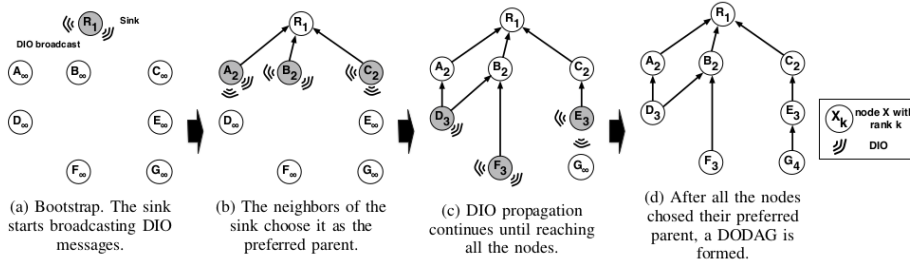 R1 Sink
DIO broadcast
A∞ B∞ C∞
D∞ E∞
F∞ G∞
(a) Bootstrap. The sink
starts broadcasting DIO
messages.
R1
A2 B2 C2
D∞ E∞
F∞ G∞
(b) The neighbors of the
sink choose it as the
preferred parent.
R1
A2 B2 C2
D3 E3
F3 G∞
(c) DIO propagation
continues until reaching
all the nodes.
R1
A2 B2 C2
D3 E3
F3 G4
(d) After all the nodes
chosed their preferred
parent, a DODAG is
formed.
Xk node X with
rank k
DIO